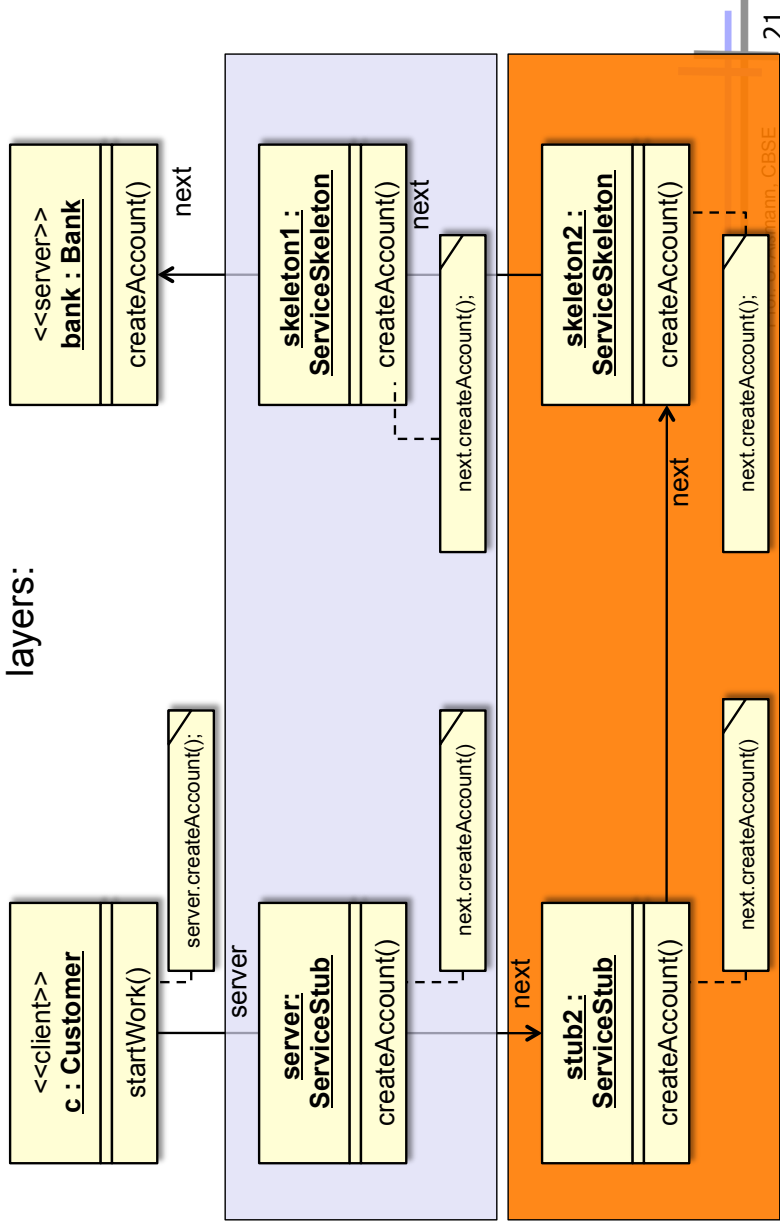 layers:
<<client>>
c : Customer
startWork()
server.createAccount();
server
server:
ServiceStub
createAccount()
next.createAccount()
next
stub2 :
ServiceStub
createAccount()
next.createAccount()
<<server>>
bank : Bank
createAccount()
next
skeleton1 :
ServiceSkeleton
createAccount()
next
next.createAccount();
skeleton2 :
ServiceSkeleton
createAccount()
next
next.createAccount();
CBSE
21